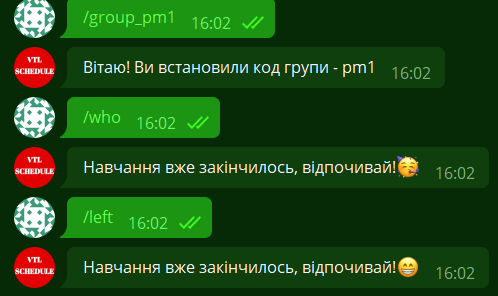 /group_pm1 16:02
VTL
SCHEDULE
Вітаю! Ви встановили код групи - pm1 16:02
/who 16:02
VTL
SCHEDULE
Навчання вже закінчилось, відпочивай!🥳 16:02
/left 16:02
VTL
SCHEDULE
Навчання вже закінчилось, відпочивай!😁 16:02